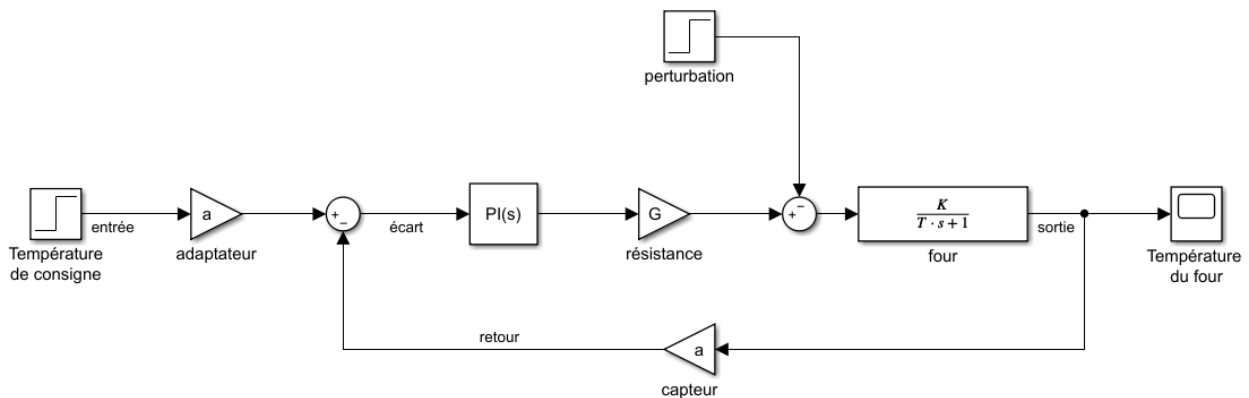 perturbation
entrée
Température
de consigne
a
adaptateur
+
−
écart
PI(s)
G
résistance
+
−
K
T · s + 1
four
sortie
Température
du four
retour
a
capteur